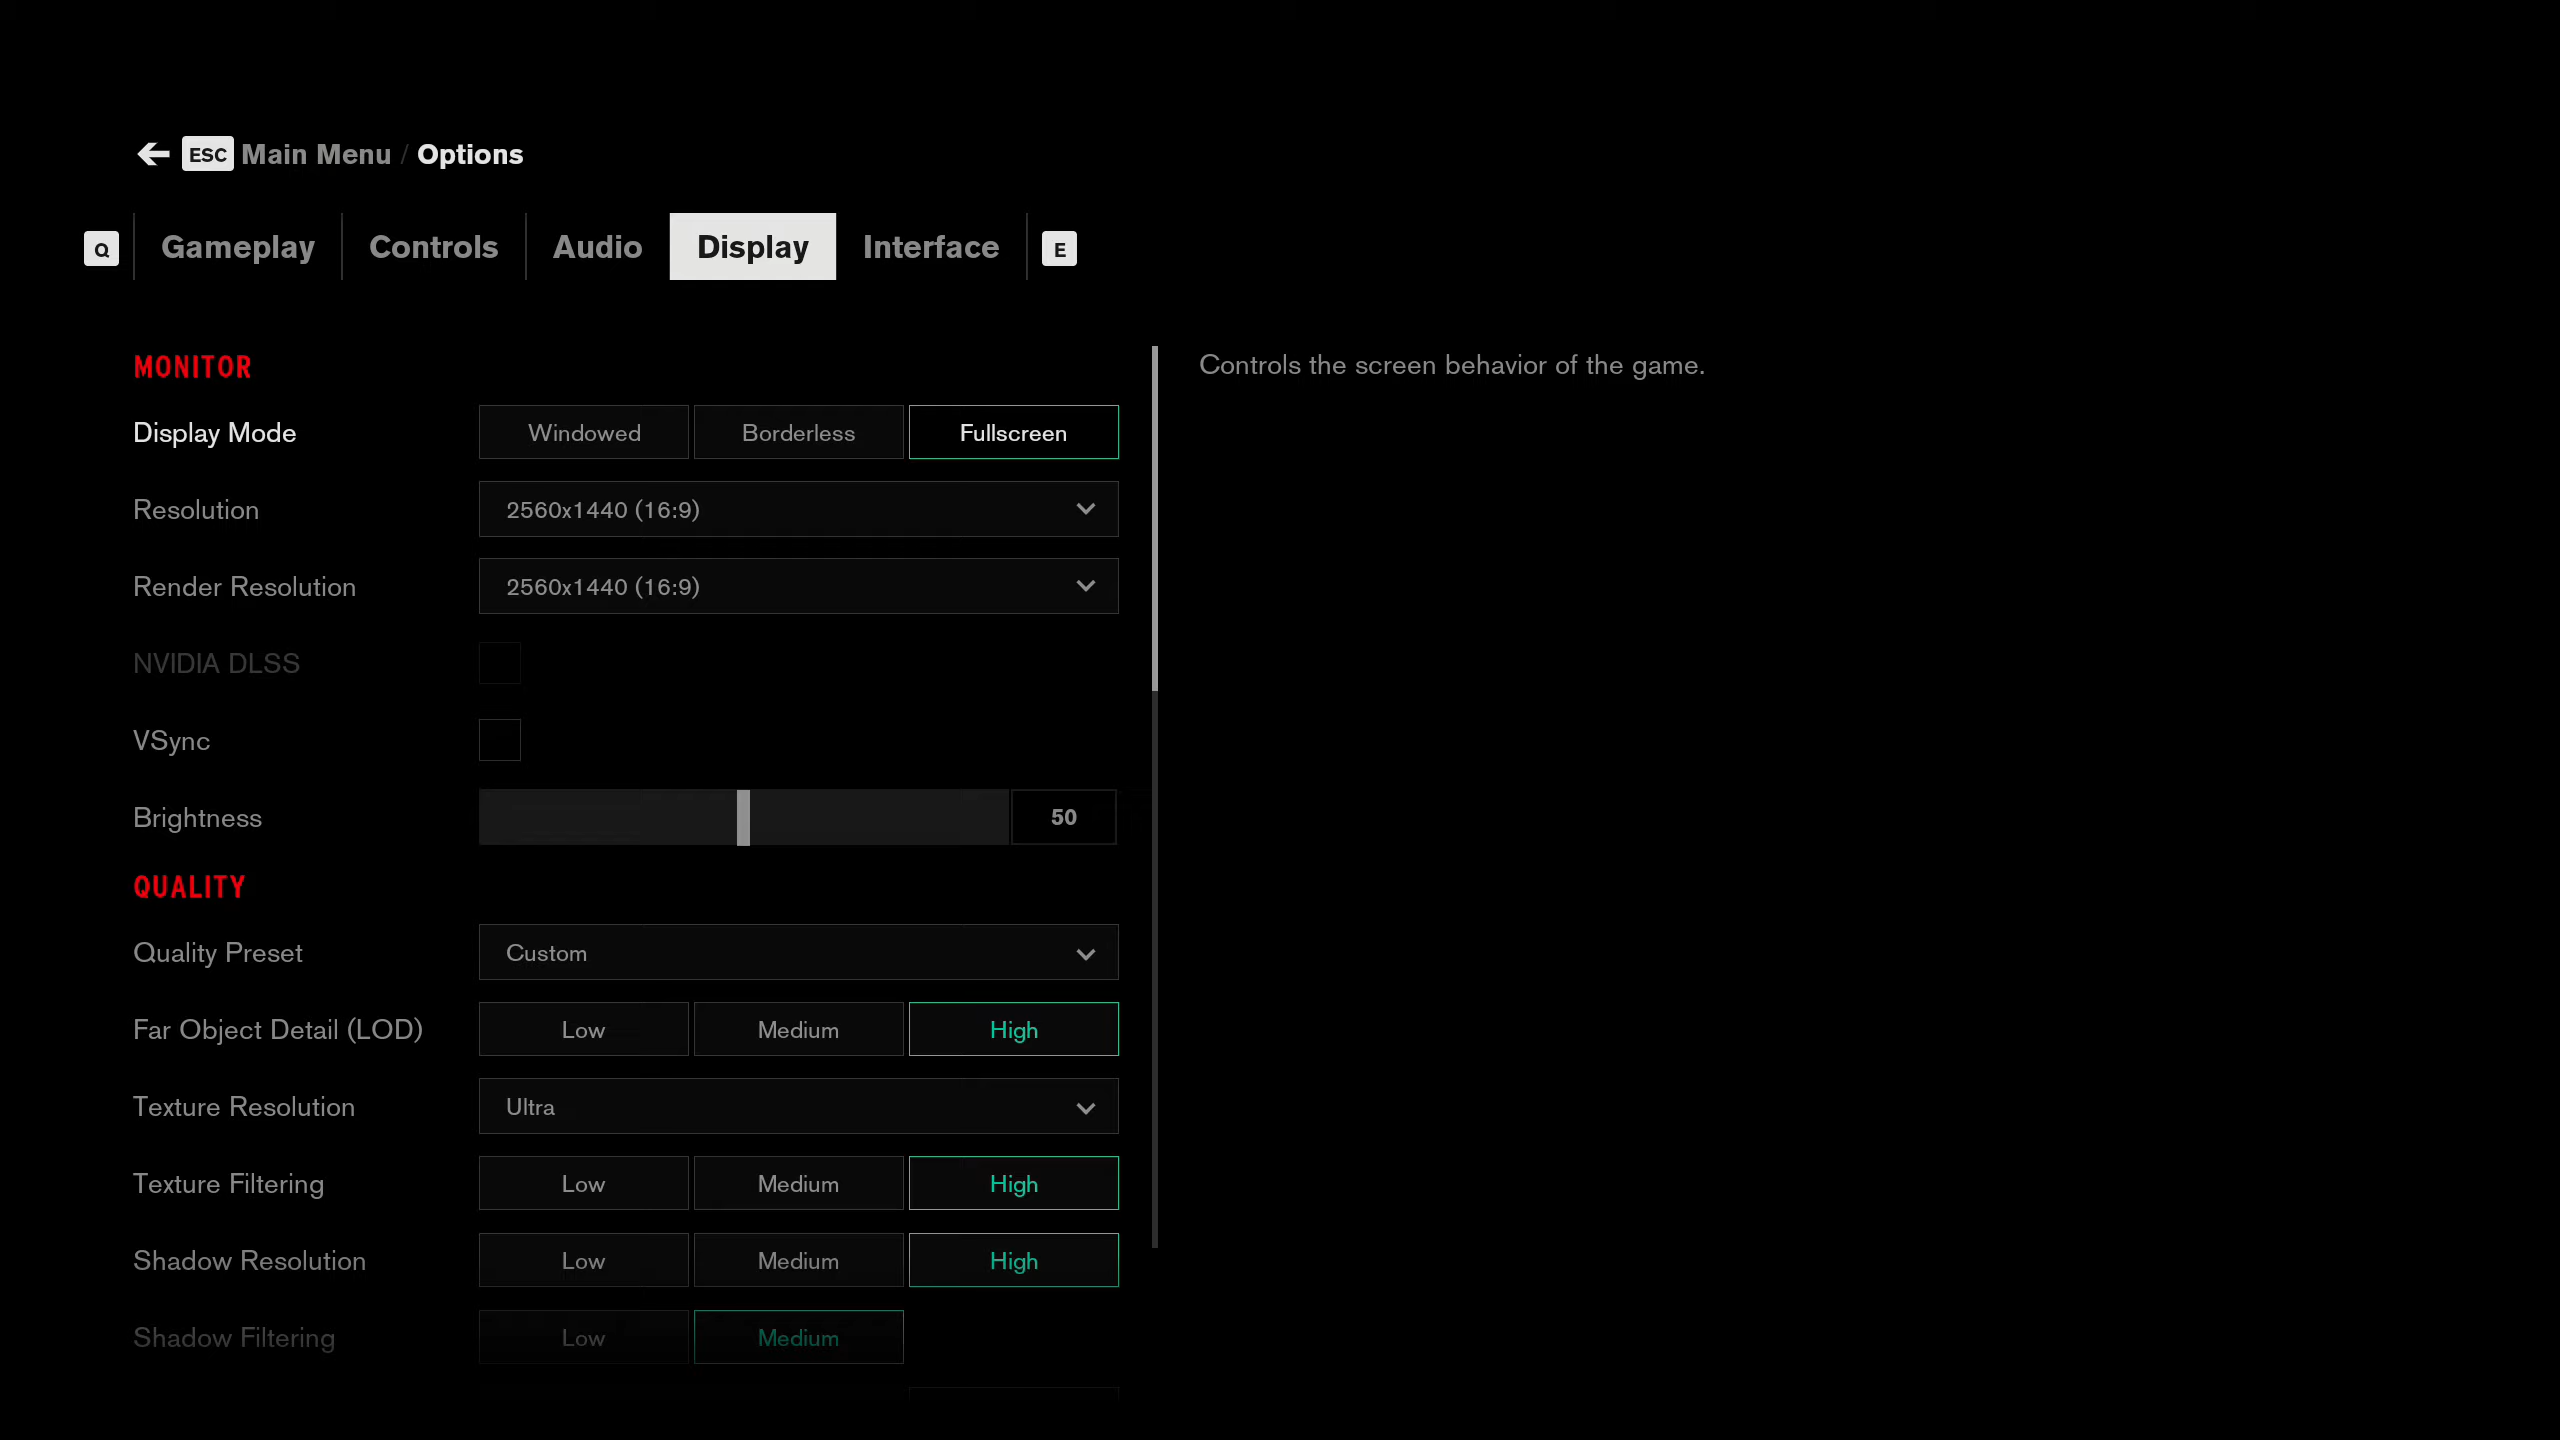 ESC Main Menu / Options
Q Gameplay Controls Audio Display Interface E
MONITOR
Controls the screen behavior of the game.
Display Mode Windowed Borderless Fullscreen
Resolution 2560x1440 (16:9)
Render Resolution 2560x1440 (16:9)
NVIDIA DLSS
VSync
Brightness 50
QUALITY
Quality Preset Custom
Far Object Detail (LOD) Low Medium High
Texture Resolution Ultra
Texture Filtering Low Medium High
Shadow Resolution Low Medium High
Shadow Filtering Low Medium